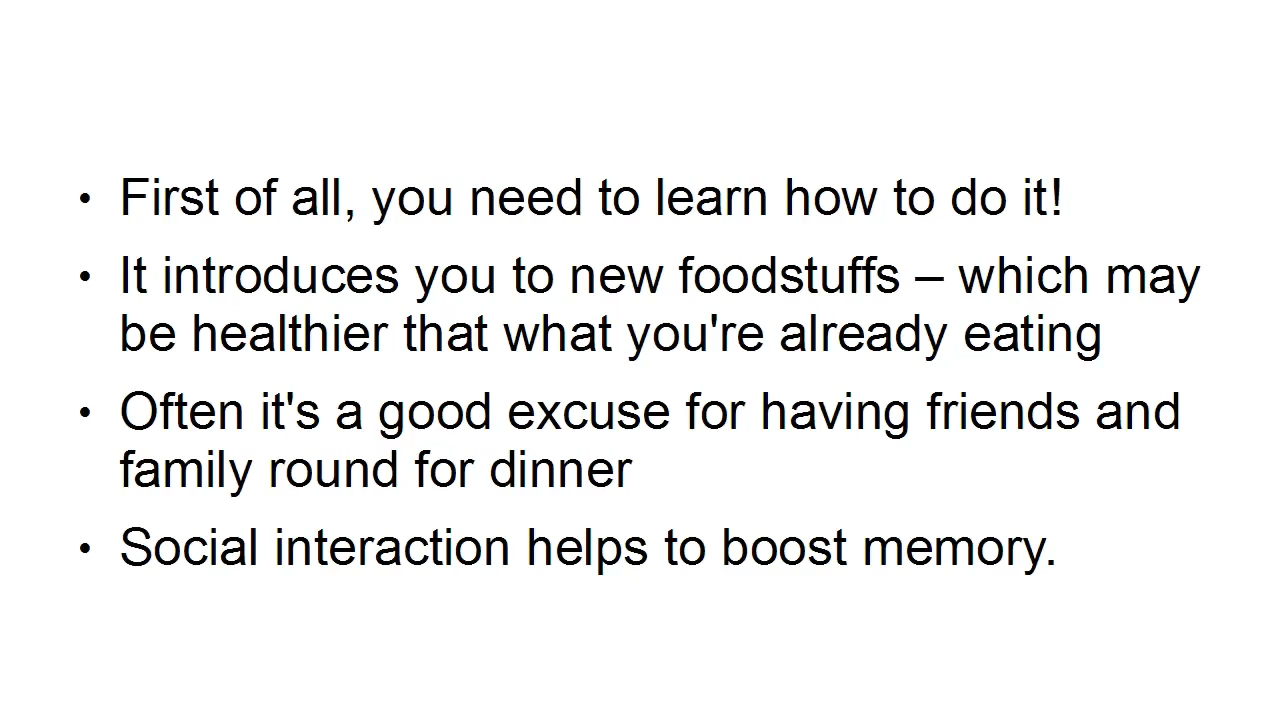 • First of all, you need to learn how to do it!
• It introduces you to new foodstuffs – which may
be healthier that what you're already eating
• Often it's a good excuse for having friends and
family round for dinner
• Social interaction helps to boost memory.